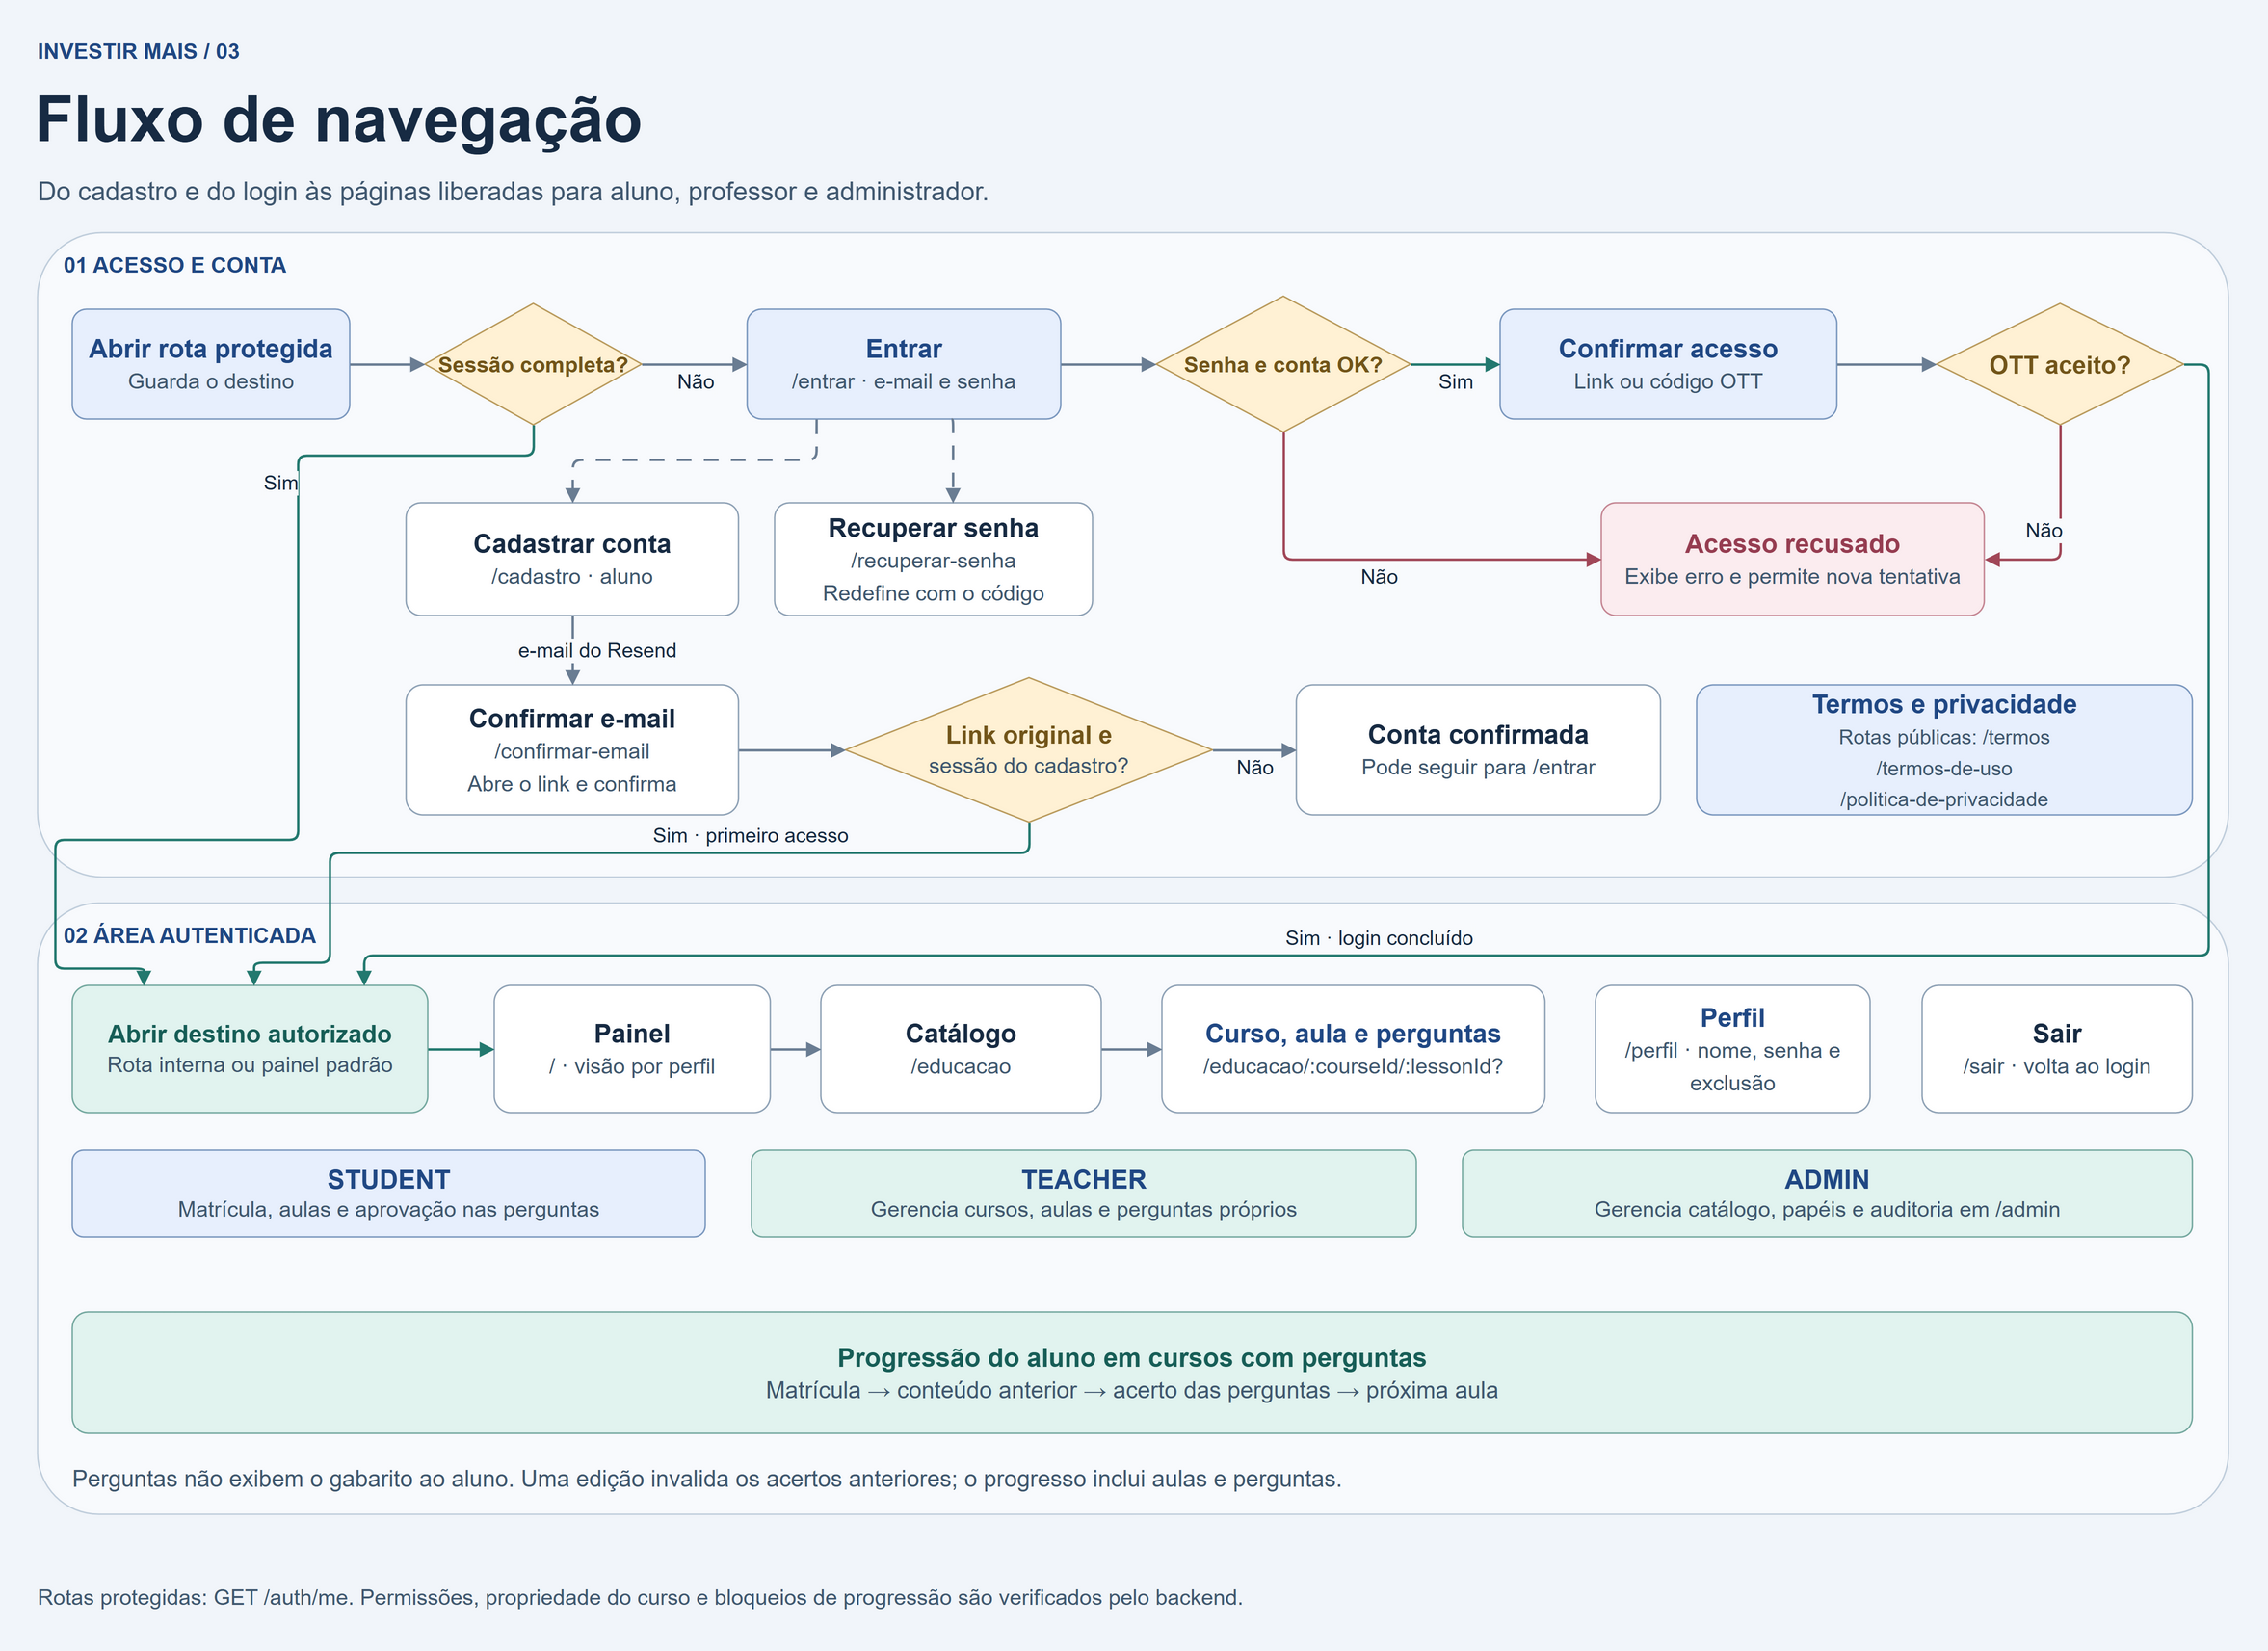 INVESTIR MAIS / 03
Fluxo de navegação
Do cadastro e do login às páginas liberadas para aluno, professor e administrador.
01 ACESSO E CONTA
Abrir rota protegida
Guarda o destino
Sessão completa?
Não
Entrar
/entrar · e-mail e senha
Senha e conta OK?
Sim
Confirmar acesso
Link ou código OTT
OTT aceito?
Sim
Cadastrar conta
/cadastro · aluno
Recuperar senha
/recuperar-senha
Redefine com o código
Não
Acesso recusado
Exibe erro e permite nova tentativa
Não
e-mail do Resend
Confirmar e-mail
/confirmar-email
Abre o link e confirma
Link original e
sessão do cadastro?
Não
Conta confirmada
Pode seguir para /entrar
Termos e privacidade
Rotas públicas: /termos
/termos-de-uso
/politica-de-privacidade
Sim · primeiro acesso
02 ÁREA AUTENTICADA
Sim · login concluído
Abrir destino autorizado
Rota interna ou painel padrão
Painel
/ · visão por perfil
Catálogo
/educacao
Curso, aula e perguntas
/educacao/:courseId/:lessonId?
Perfil
/perfil · nome, senha e
exclusão
Sair
/sair · volta ao login
STUDENT
Matrícula, aulas e aprovação nas perguntas
TEACHER
Gerencia cursos, aulas e perguntas próprios
ADMIN
Gerencia catálogo, papéis e auditoria em /admin
Progressão do aluno em cursos com perguntas
Matrícula → conteúdo anterior → acerto das perguntas → próxima aula
Perguntas não exibem o gabarito ao aluno. Uma edição invalida os acertos anteriores; o progresso inclui aulas e perguntas.
Rotas protegidas: GET /auth/me. Permissões, propriedade do curso e bloqueios de progressão são verificados pelo backend.